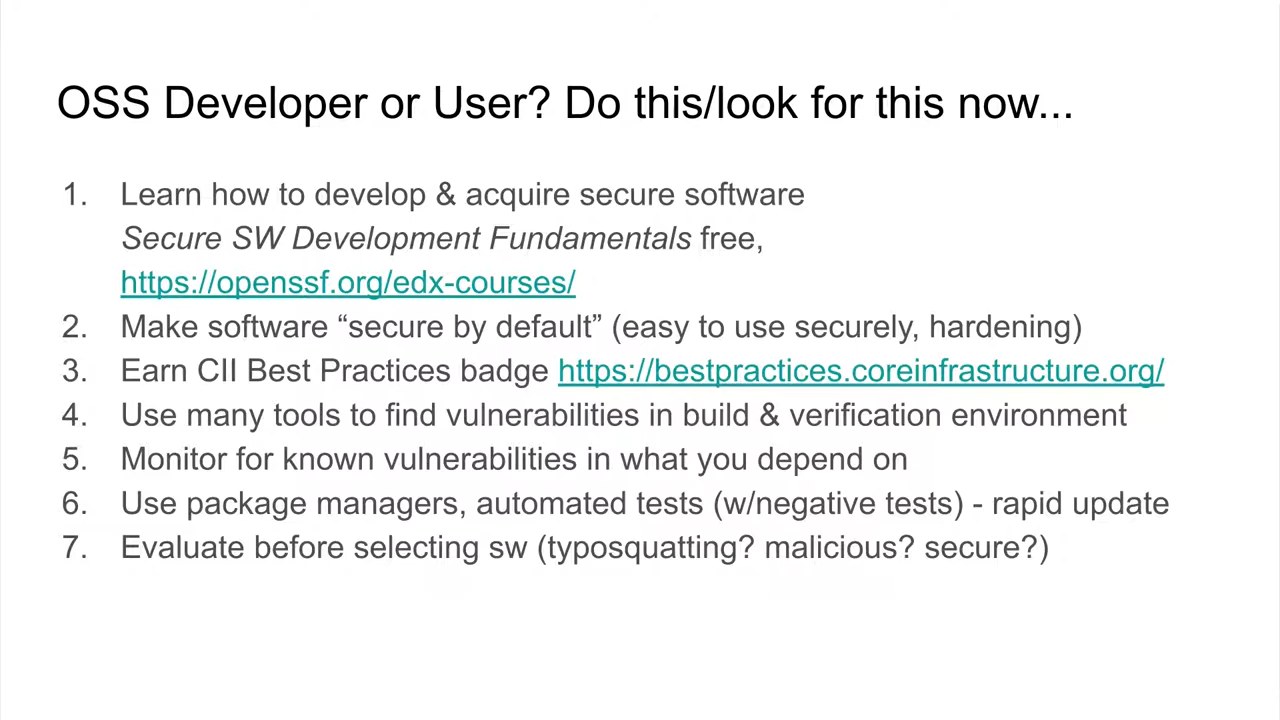 OSS Developer or User? Do this/look for this now...
1. Learn how to develop & acquire secure software
Secure SW Development Fundamentals free,
https://openssf.org/edx-courses/
2. Make software “secure by default” (easy to use securely, hardening)
3. Earn CII Best Practices badge https://bestpractices.coreinfrastructure.org/
4. Use many tools to find vulnerabilities in build & verification environment
5. Monitor for known vulnerabilities in what you depend on
6. Use package managers, automated tests (w/negative tests) - rapid update
7. Evaluate before selecting sw (typosquatting? malicious? secure?)